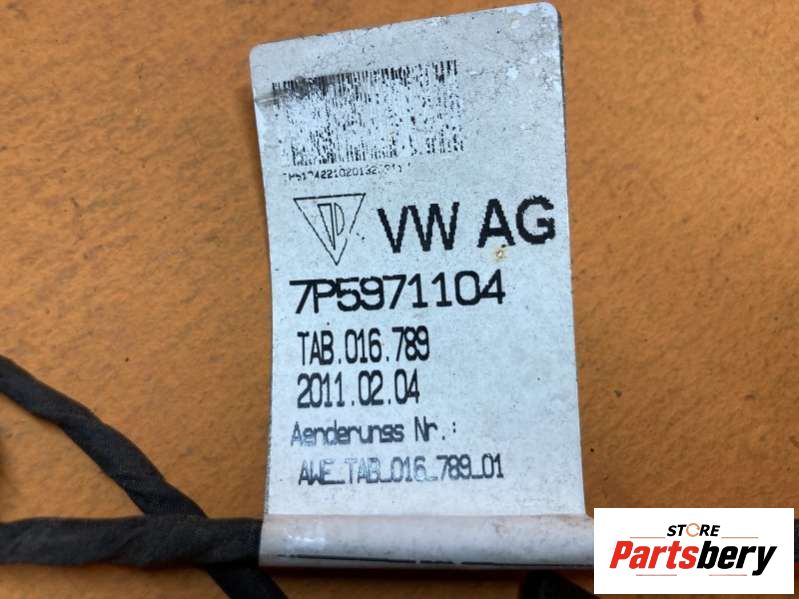 VW AG
7P5971104
TAB.016.789
2011.02.04
Aenderungs Nr.:
AWE_TAB_016_789_01
STORE
Partsbery